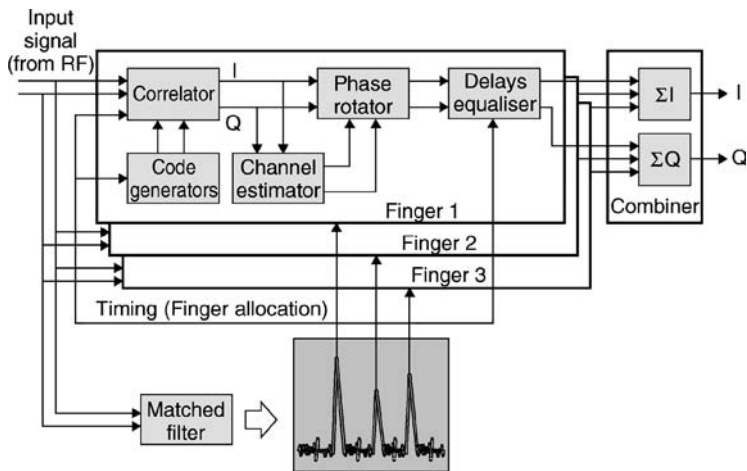 Input
signal
(from RF)
I
Correlator
Q
Phase
rotator
Delays
equaliser
ΣI
I
Code
generators
Channel
estimator
ΣQ
Q
Combiner
Finger 1
Finger 2
Finger 3
Timing (Finger allocation)
Matched
filter